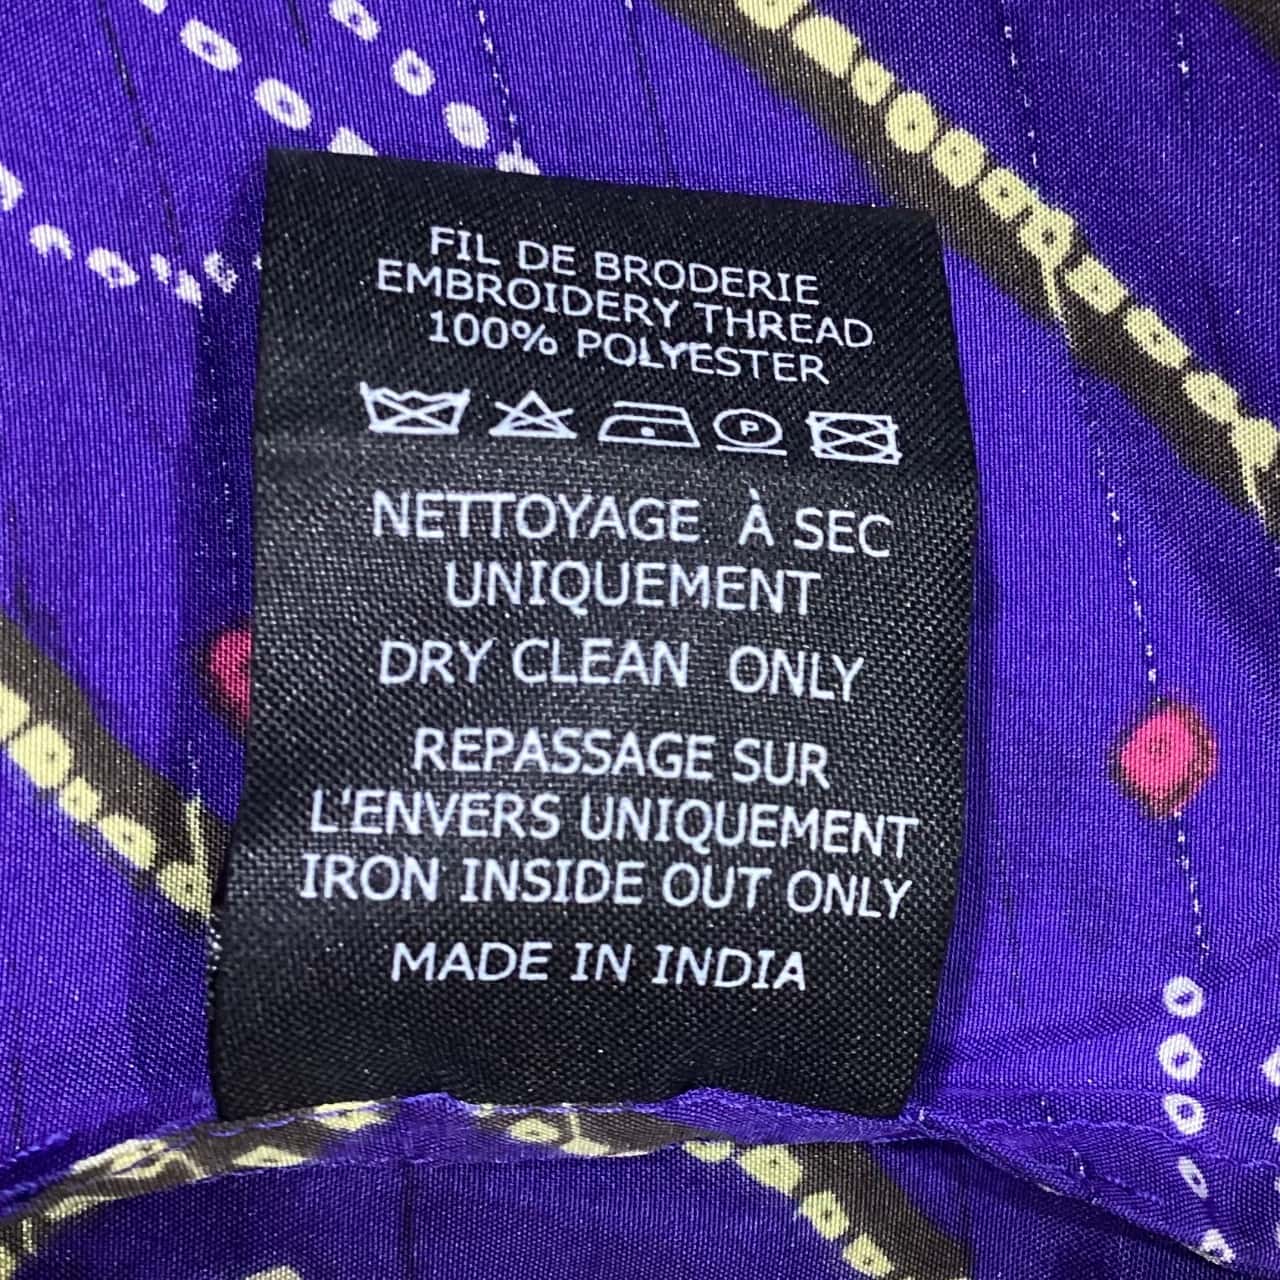 FIL DE BRODERIE
EMBROIDERY THREAD
100% POLYESTER
P
NETTOYAGE À SEC
UNIQUEMENT
DRY CLEAN ONLY
REPASSAGE SUR
L'ENVERS UNIQUEMENT
IRON INSIDE OUT ONLY
MADE IN INDIA